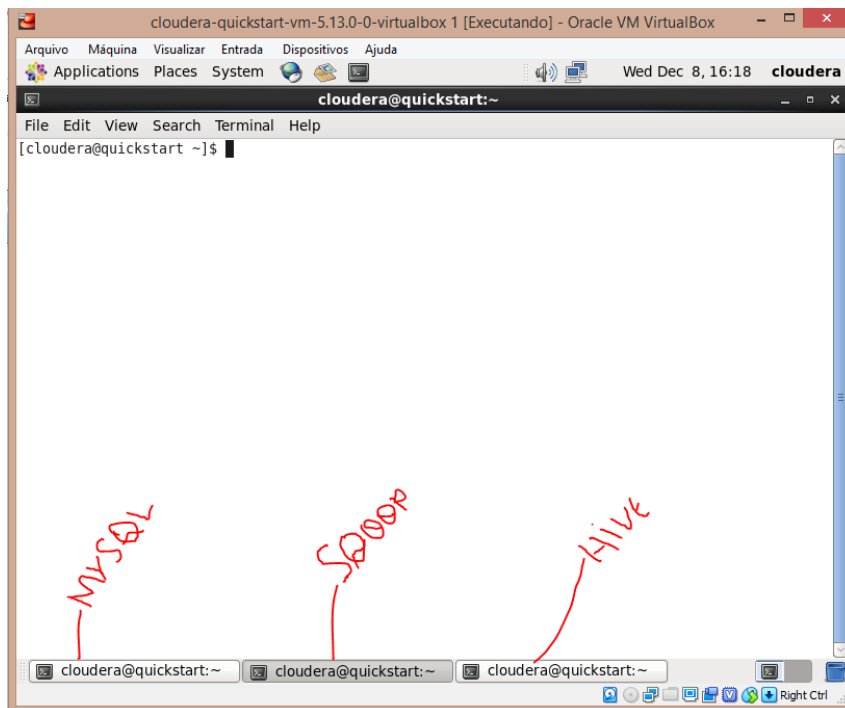 cloudera-quickstart-vm-5.13.0-0-virtualbox 1 [Executando] - Oracle VM VirtualBox
Arquivo Máquina Visualizar Entrada Dispositivos Ajuda
Applications Places System Wed Dec 8, 16:18 cloudera
cloudera@quickstart:~
File Edit View Search Terminal Help
[cloudera@quickstart ~]$
MYSQL
SQOOP
HIVE
cloudera@quickstart:~ cloudera@quickstart:~ cloudera@quickstart:~
Right Ctrl